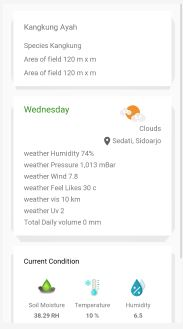 Kangkung Ayah
Species Kangkung
Area of field 120 m x m
Area of field 120 m x m
Wednesday
Clouds
Sedati, Sidoarjo
weather Humidity 74%
weather Pressure 1,013 mBar
weather Wind 7.8
weather Feel Likes 30 c
weather vis 10 km
weather Uv 2
Total Daily volume 0 mm
Current Condition
Soil Moisture Temperature Humidity
38.29 RH 10 % 6.5